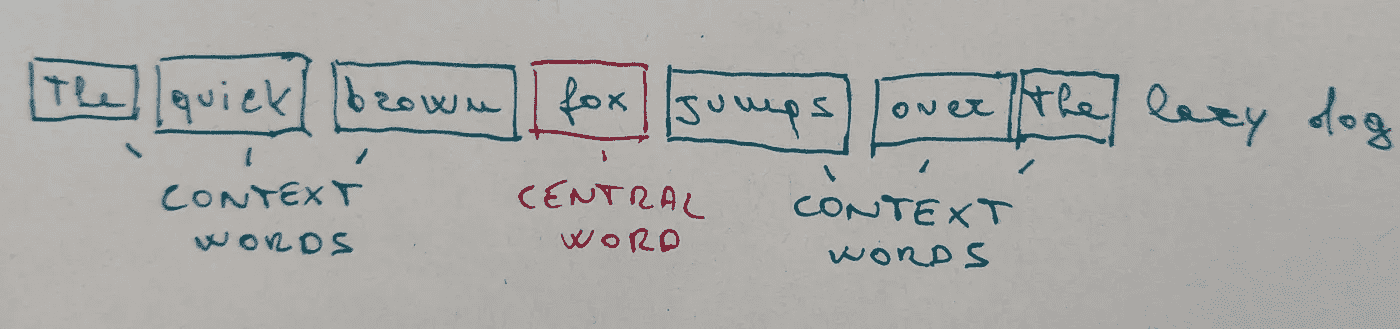 the quick brown fox jumps over the lazy dog
CONTEXT CENTRAL CONTEXT
WORDS WORD WORDS